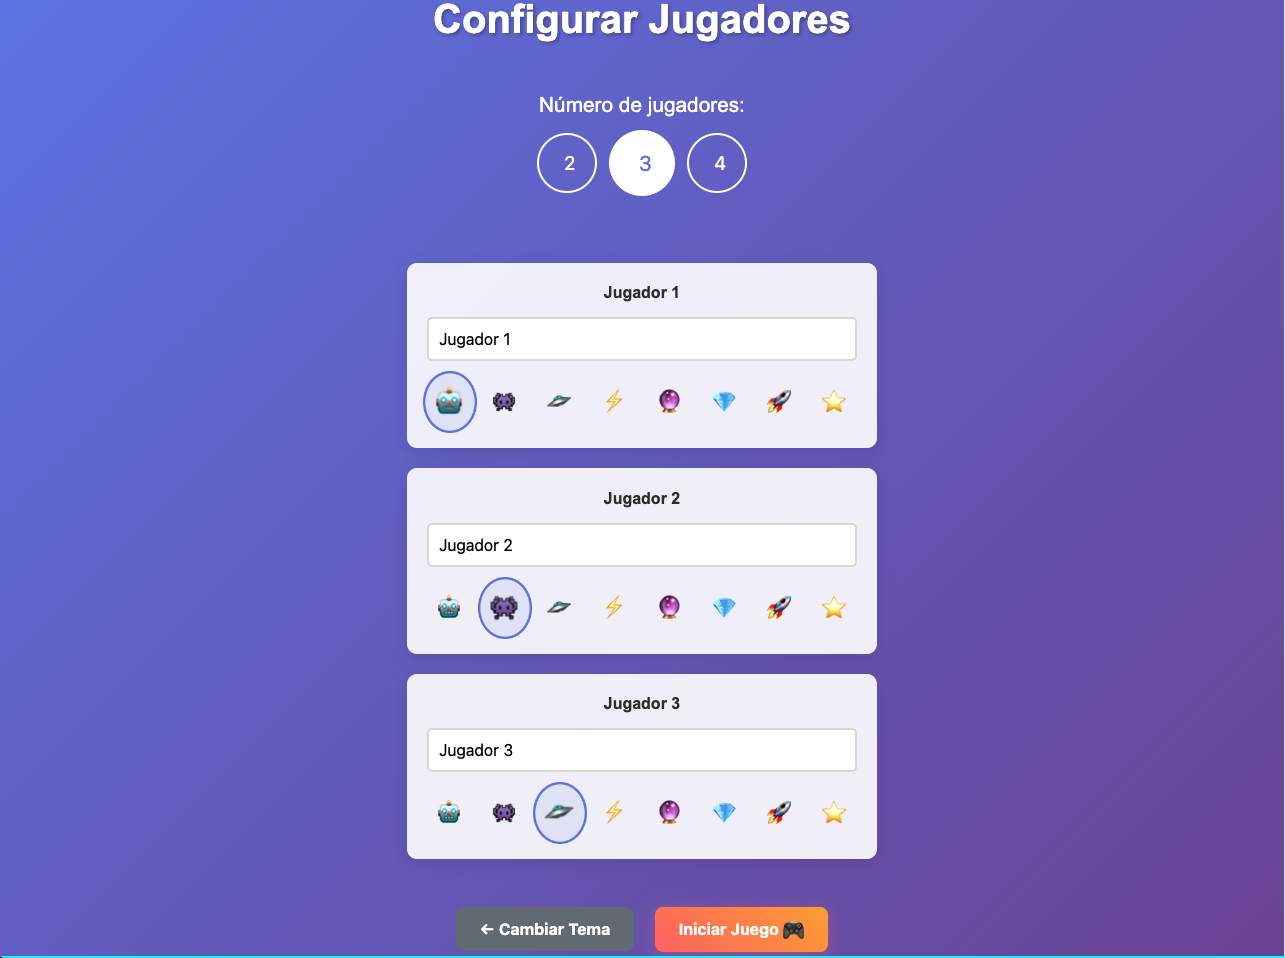 Configurar Jugadores
Número de jugadores:
2 3 4
Jugador 1
Jugador 1
Jugador 2
Jugador 2
Jugador 3
Jugador 3
← Cambiar Tema
Iniciar Juego 🎮